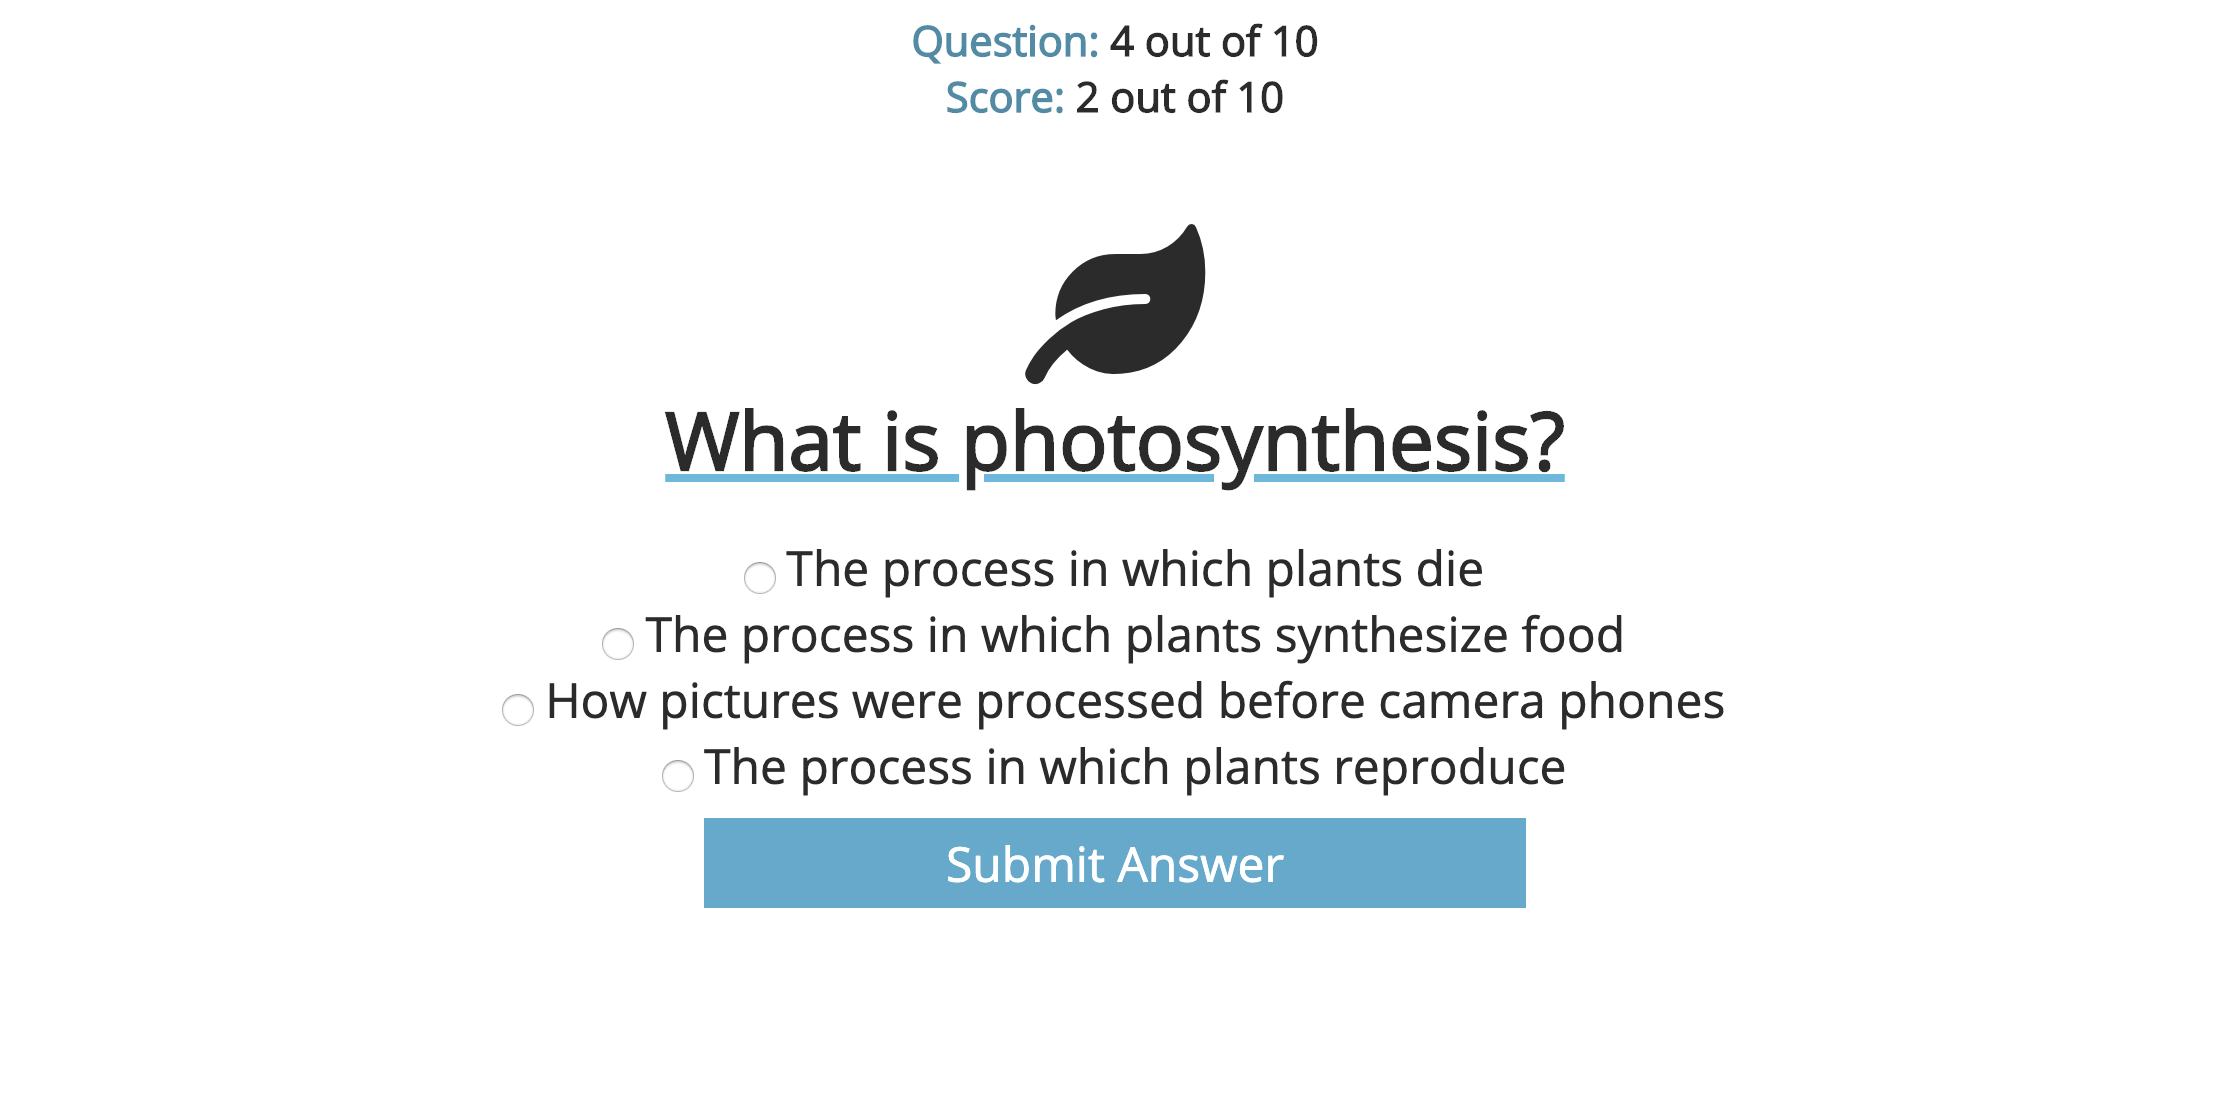 Question: 4 out of 10
Score: 2 out of 10
What is photosynthesis?
The process in which plants die
The process in which plants synthesize food
How pictures were processed before camera phones
The process in which plants reproduce
Submit Answer